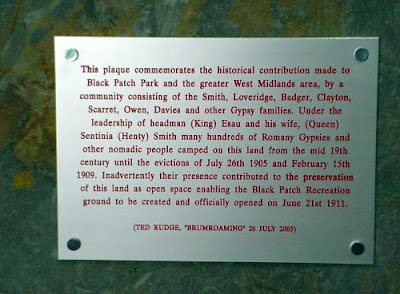 This plaque commemorates the historical contribution made to
Black Patch Park and the greater West Midlands area, by a
community consisting of the Smith, Loveridge, Badger, Clayton,
Scarret, Owen, Davies and other Gypsy families. Under the
leadership of headman (King) Esau and his wife, (Queen)
Sentinia (Henty) Smith many hundreds of Romany Gypsies and
other nomadic people camped on this land from the mid 19th
century until the evictions of July 26th 1905 and February 15th
1909. Inadvertently their presence contributed to the preservation
of this land as open space enabling the Black Patch Recreation
ground to be created and officially opened on June 21st 1911.
(TED RUDGE, 'BRUMROAMING' 26 JULY 2005)